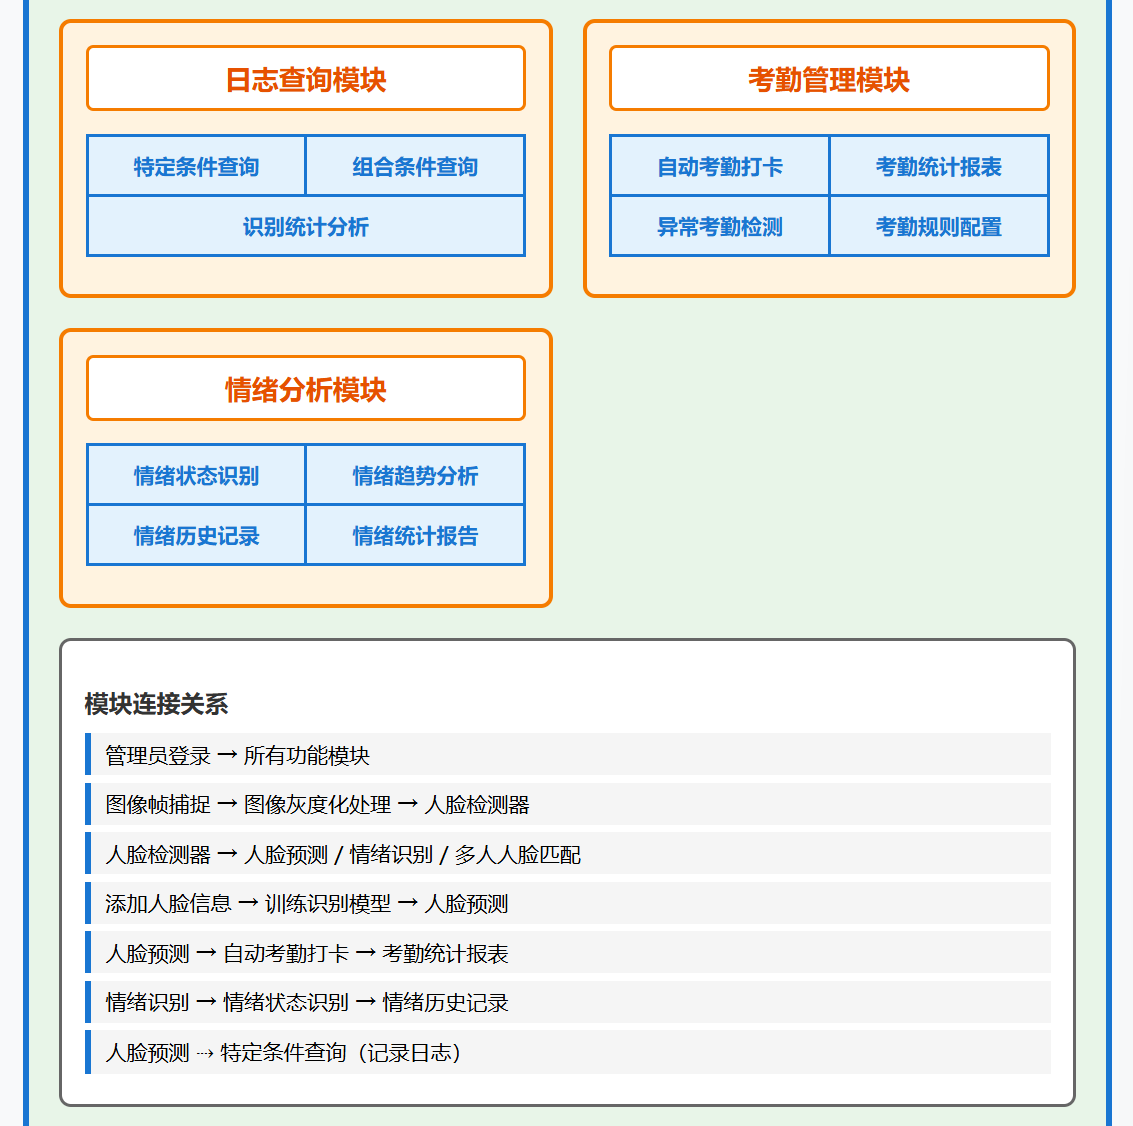 日志查询模块
特定条件查询 组合条件查询
识别统计分析
考勤管理模块
自动考勤打卡 考勤统计报表
异常考勤检测 考勤规则配置
情绪分析模块
情绪状态识别 情绪趋势分析
情绪历史记录 情绪统计报告
模块连接关系
管理员登录 → 所有功能模块
图像帧捕捉 → 图像灰度化处理 → 人脸检测器
人脸检测器 → 人脸预测 / 情绪识别 / 多人人脸匹配
添加人脸信息 → 训练识别模型 → 人脸预测
人脸预测 → 自动考勤打卡 → 考勤统计报表
情绪识别 → 情绪状态识别 → 情绪历史记录
人脸预测 ⇢ 特定条件查询（记录日志）